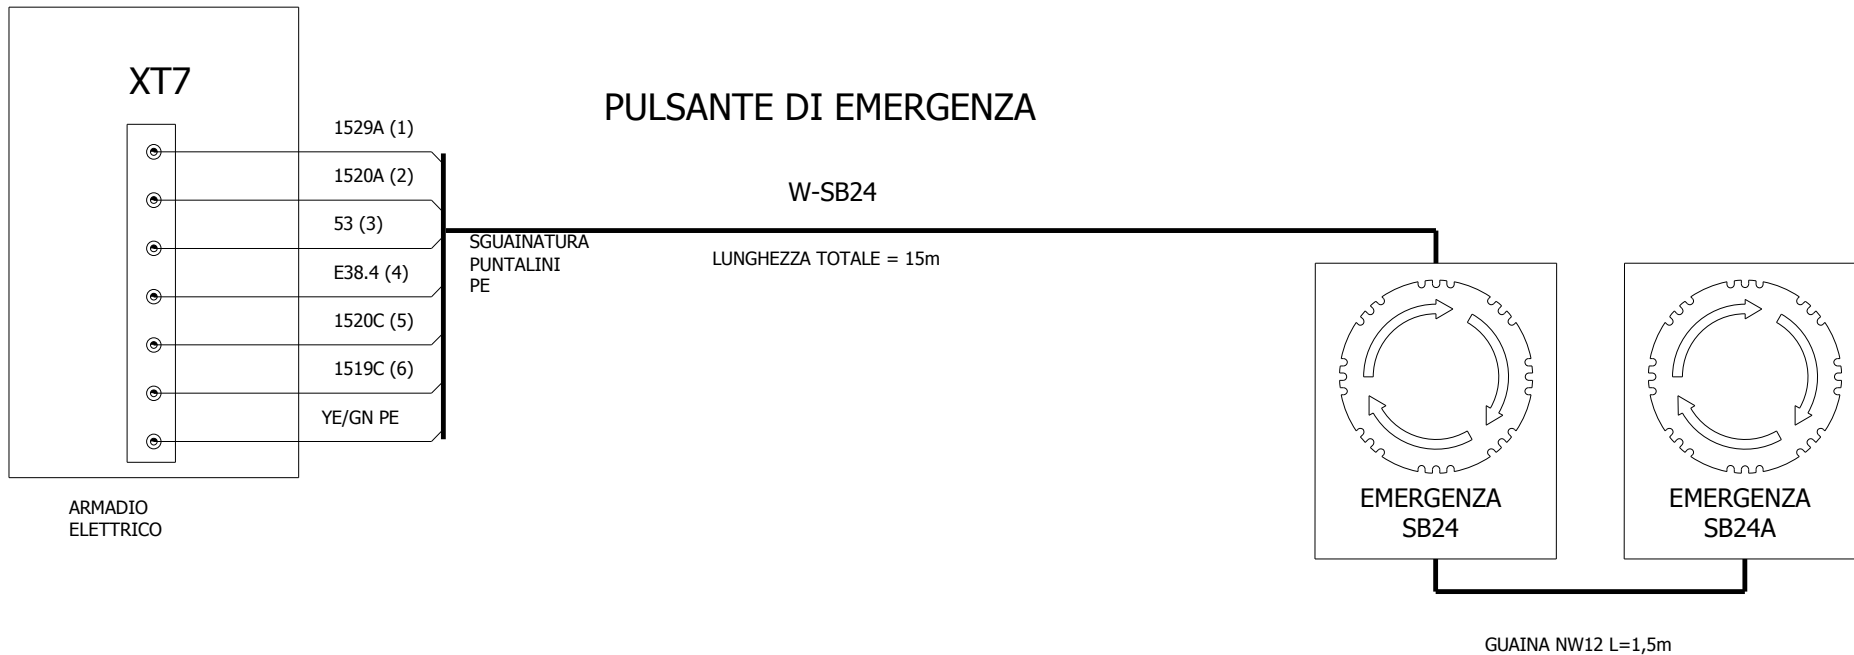 XT7
PULSANTE DI EMERGENZA
1529A (1)
1520A (2)
53 (3)
E38.4 (4)
1520C (5)
1519C (6)
YE/GN PE
W-SB24
SGUAINATURA
PUNTALINI
PE
LUNGHEZZA TOTALE = 15m
ARMADIO
ELETTRICO
EMERGENZA
SB24
EMERGENZA
SB24A
GUAINA NW12 L=1,5m